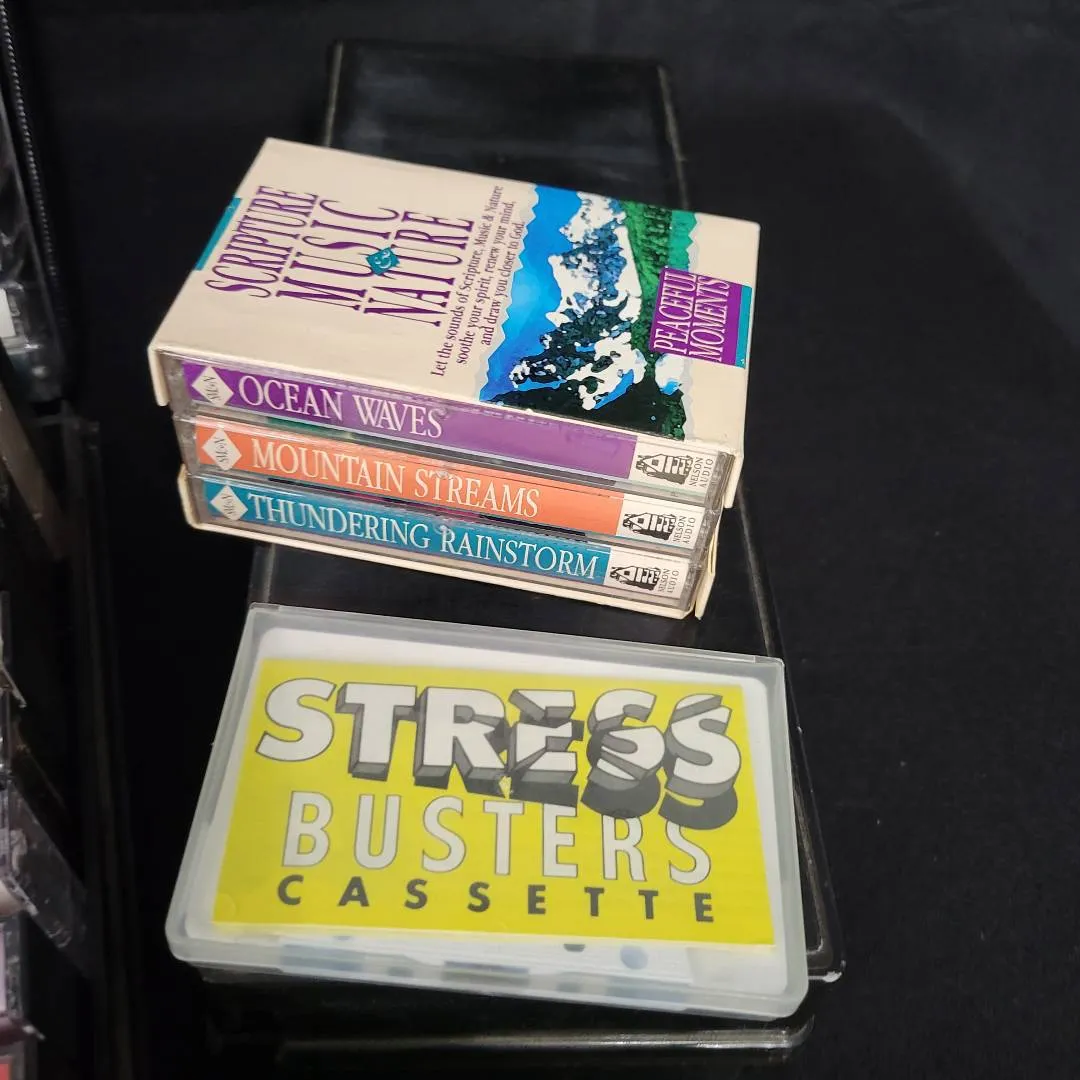 SCRIPTURE
MUSIC
&
NATURE
Let the sounds of Scripture, Music & Nature
soothe your spirit, renew your mind,
and draw you closer to God.
PEACEFUL
MOMENTS
OCEAN WAVES
NELSON
AUDIO
MOUNTAIN STREAMS
NELSON
AUDIO
THUNDERING RAINSTORM
NELSON
AUDIO
STRESS
BUSTERS
CASSETTE